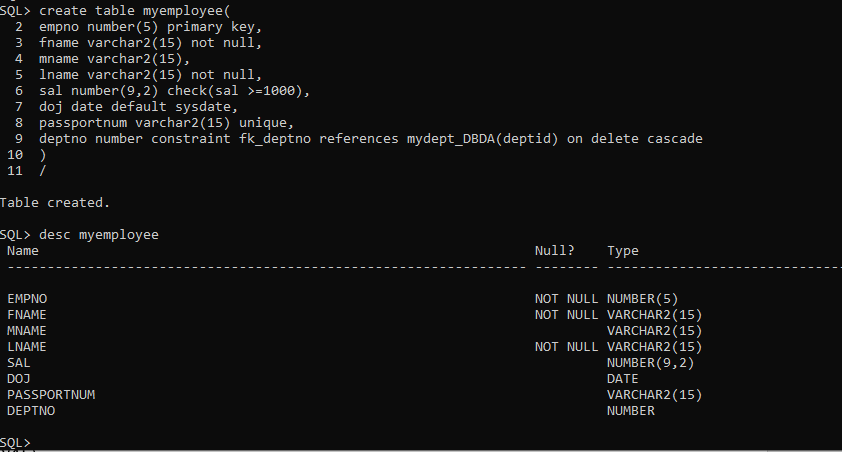 SQL> create table myemployee(
  2  empno number(5) primary key,
  3  fname varchar2(15) not null,
  4  mname varchar2(15),
  5  lname varchar2(15) not null,
  6  sal number(9,2) check(sal >=1000),
  7  doj date default sysdate,
  8  passportnum varchar2(15) unique,
  9  deptno number constraint fk_deptno references mydept_DBDA(deptid) on delete cascade
 10  )
 11  /
Table created.
SQL> desc myemployee
 Name                                                              Null?    Type
 ----------------------------------------------------------------- -------- -----------------------------
 EMPNO                                                             NOT NULL NUMBER(5)
 FNAME                                                             NOT NULL VARCHAR2(15)
 MNAME                                                                      VARCHAR2(15)
 LNAME                                                             NOT NULL VARCHAR2(15)
 SAL                                                                        NUMBER(9,2)
 DOJ                                                                        DATE
 PASSPORTNUM                                                                VARCHAR2(15)
 DEPTNO                                                                     NUMBER
SQL>